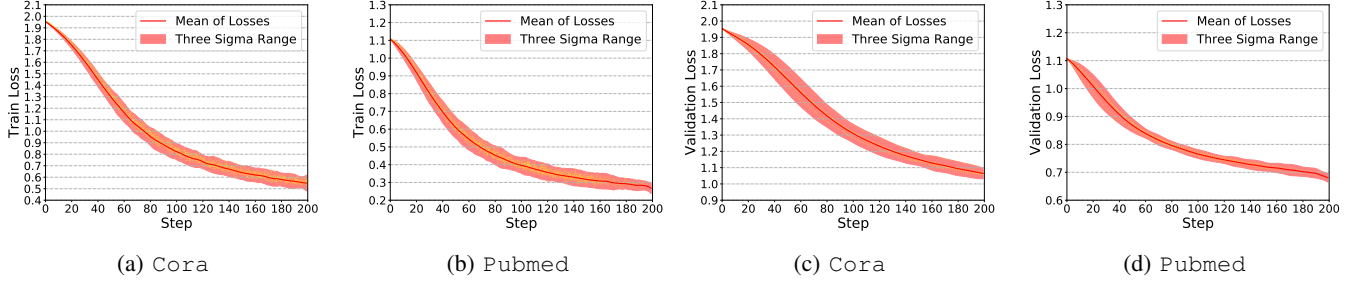 2.1
2.0
1.9
1.8
1.7
1.6
1.5
1.4
1.3
1.2
1.1
1.0
0.9
0.8
0.7
0.6
0.5
0.4
Train Loss
Mean of Losses
Three Sigma Range
0 20 40 60 80 100 120 140 160 180 200
Step
(a) Cora
1.3
1.2
1.1
1.0
0.9
0.8
0.7
0.6
0.5
0.4
0.3
0.2
Train Loss
Mean of Losses
Three Sigma Range
0 20 40 60 80 100 120 140 160 180 200
Step
(b) Pubmed
2.1
2.0
1.9
1.8
1.7
1.6
1.5
1.4
1.3
1.2
1.1
1.0
0.9
Validation Loss
Mean of Losses
Three Sigma Range
0 20 40 60 80 100 120 140 160 180 200
Step
(c) Cora
1.3
1.2
1.1
1.0
0.9
0.8
0.7
0.6
Validation Loss
Mean of Losses
Three Sigma Range
0 20 40 60 80 100 120 140 160 180 200
Step
(d) Pubmed